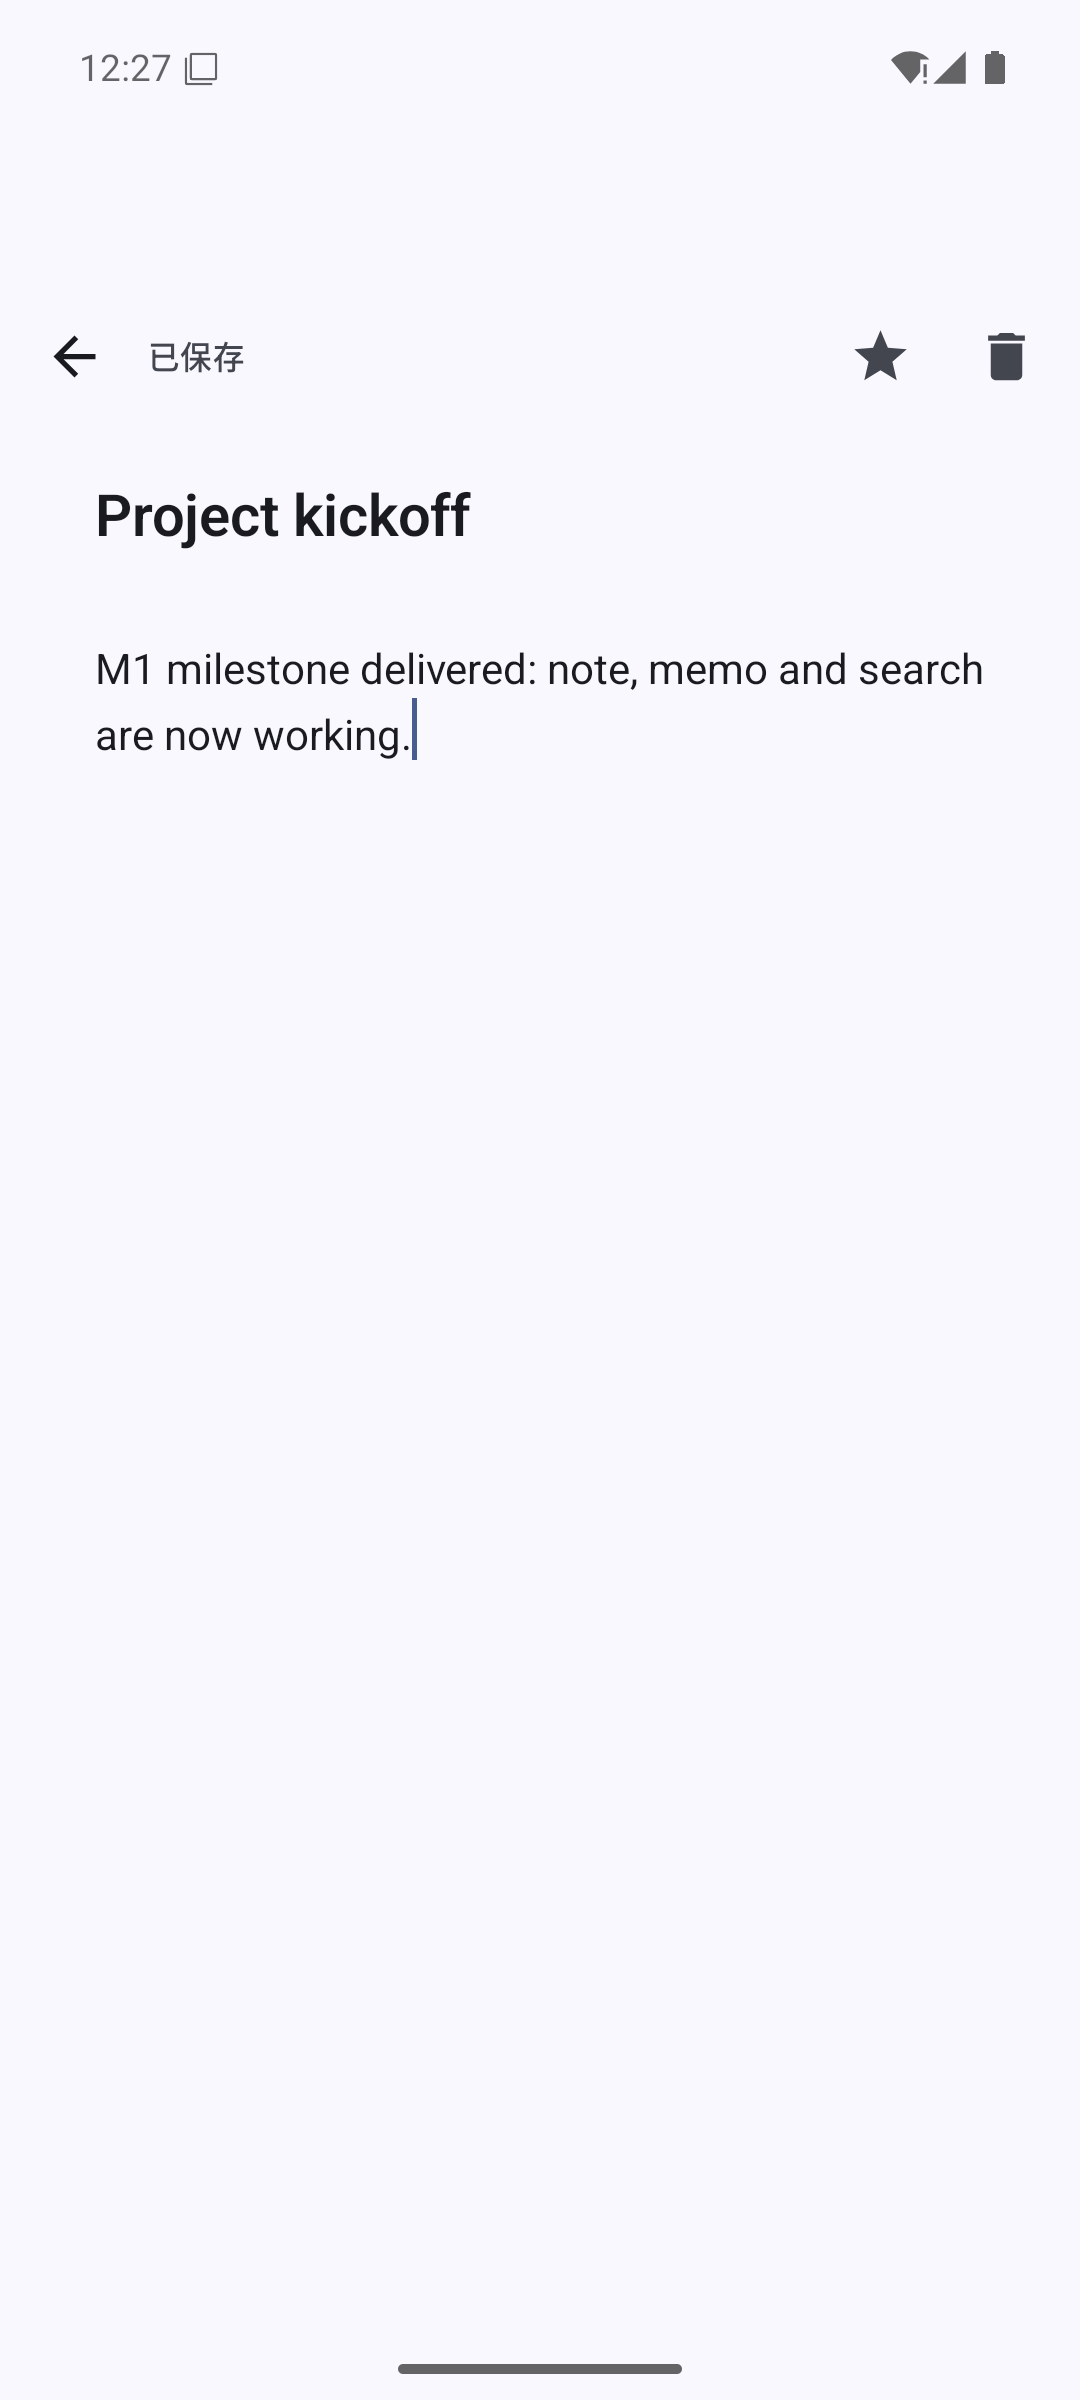 12:27
已保存
Project kickoff
M1 milestone delivered: note, memo and search
are now working.